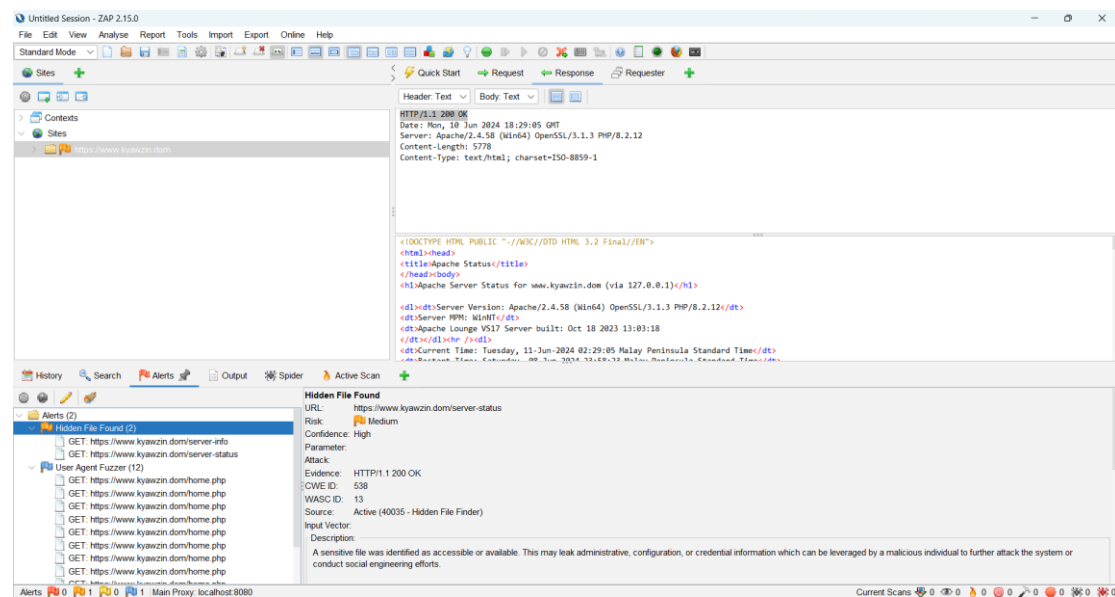 Untitled Session - ZAP 2.15.0
File Edit View Analyse Report Tools Import Export Online Help
Standard Mode
Sites
Quick Start Request Response Requester
Header: Text Body: Text
Contexts
Sites
https://www.kyawzin.dom
HTTP/1.1 200 OK
Date: Mon, 10 Jun 2024 18:29:05 GMT
Server: Apache/2.4.58 (Win64) OpenSSL/3.1.3 PHP/8.2.12
Content-Length: 5778
Content-Type: text/html; charset=ISO-8859-1
<!DOCTYPE HTML PUBLIC "-//W3C//DTD HTML 3.2 Final//EN">
<html><head>
<title>Apache Status</title>
</head><body>
<h1>Apache Server Status for www.kyawzin.dom (via 127.0.0.1)</h1>
<dl><dt>Server Version: Apache/2.4.58 (Win64) OpenSSL/3.1.3 PHP/8.2.12</dt>
<dt>Server MPM: WinNT</dt>
<dt>Apache Lounge VS17 Server built: Oct 18 2023 13:03:18
</dt></dl><hr /><dl>
<dt>Current Time: Tuesday, 11-Jun-2024 02:29:05 Malay Peninsula Standard Time</dt>
History Search Alerts Output Spider Active Scan
Alerts (2)
Hidden File Found (2)
GET: https://www.kyawzin.dom/server-info
GET: https://www.kyawzin.dom/server-status
User Agent Fuzzer (12)
GET: https://www.kyawzin.dom/home.php
GET: https://www.kyawzin.dom/home.php
GET: https://www.kyawzin.dom/home.php
GET: https://www.kyawzin.dom/home.php
GET: https://www.kyawzin.dom/home.php
GET: https://www.kyawzin.dom/home.php
GET: https://www.kyawzin.dom/home.php
GET: https://www.kyawzin.dom/home.php
Hidden File Found
URL: https://www.kyawzin.dom/server-status
Risk: Medium
Confidence: High
Parameter:
Attack:
Evidence: HTTP/1.1 200 OK
CWE ID: 538
WASC ID: 13
Source: Active (40035 - Hidden File Finder)
Input Vector:
Description:
A sensitive file was identified as accessible or available. This may leak administrative, configuration, or credential information which can be leveraged by a malicious individual to further attack the system or
conduct social engineering efforts.
Alerts 0 1 0 1 Main Proxy: localhost:8080 Current Scans 0 0 0 0 0 0 0 0